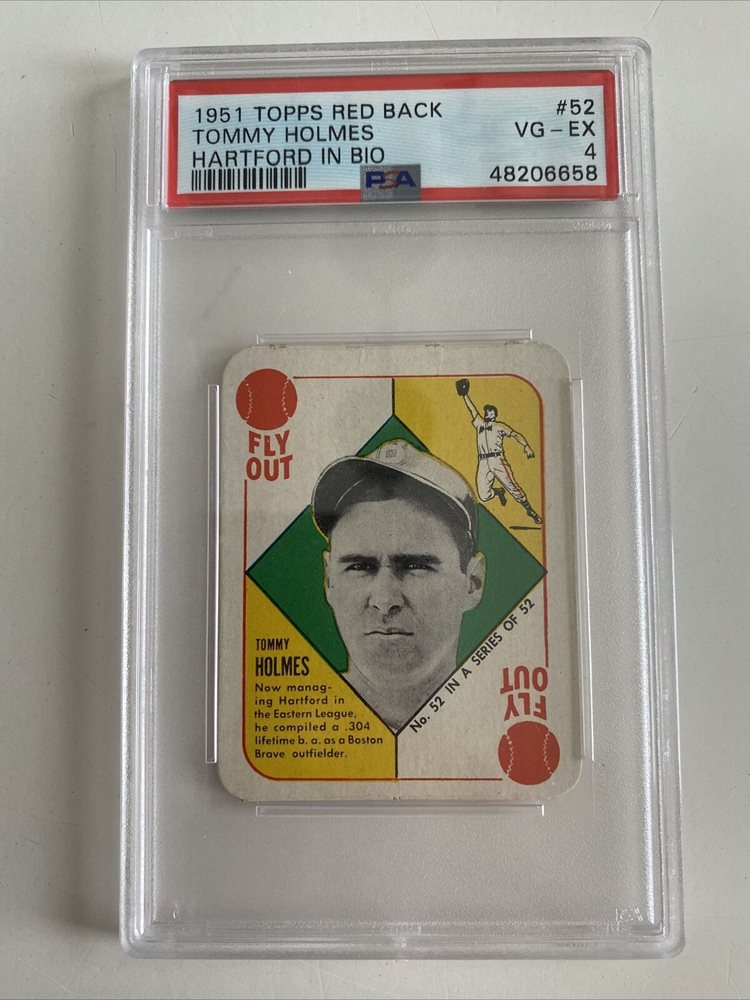 1951 TOPPS RED BACK #52
TOMMY HOLMES VG-EX
HARTFORD IN BIO 4
PSA 48206658
FLY
OUT
TOMMY
HOLMES
Now manag-
ing Hartford in
the Eastern League,
he compiled a .304
lifetime b. a. as a Boston
Brave outfielder.
No. 52 IN A SERIES OF 52
FLY
OUT